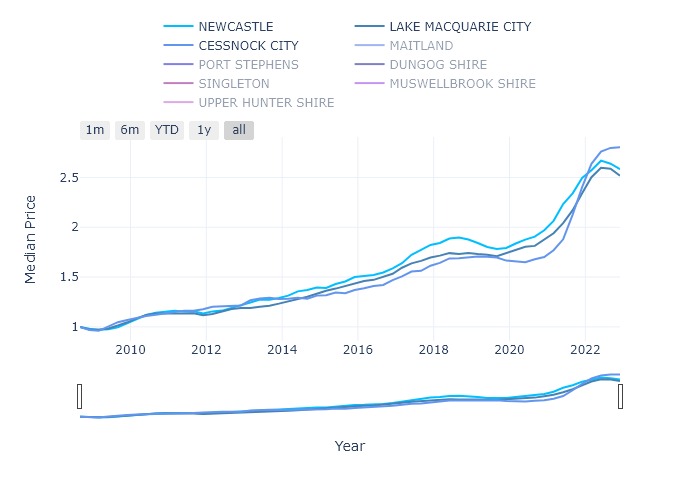 NEWCASTLE LAKE MACQUARIE CITY
CESSNOCK CITY MAITLAND
PORT STEPHENS DUNGOG SHIRE
SINGLETON MUSWELLBROOK SHIRE
UPPER HUNTER SHIRE
1m 6m YTD 1y all
2.5
2
1.5
1
Median Price
2010 2012 2014 2016 2018 2020 2022
Year